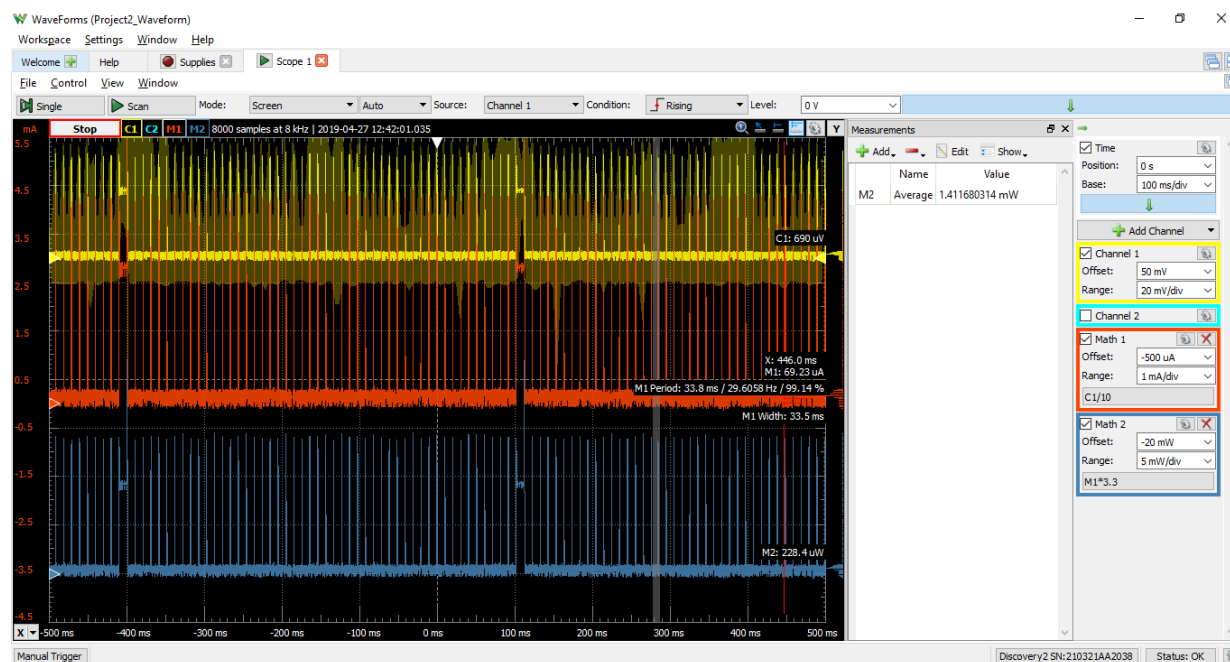 WaveForms (Project2_Waveform)
Workspace Settings Window Help
Welcome Help Supplies Scope 1
File Control View Window
Single Scan Mode: Screen Auto Source: Channel 1 Condition: Rising Level: 0 V
mA Stop C1 C2 M1 M2 8000 samples at 8 kHz | 2019-04-27 12:42:01.035 Y
5.5
4.5
3.5
2.5
1.5
0.5
-0.5
-1.5
-2.5
-3.5
-4.5
C1: 690 uV
X: 446.0 ms
M1: 69.23 uA
M1 Period: 33.8 ms / 29.6058 Hz / 99.14 %
M1 Width: 33.5 ms
M2: 228.4 uW
X -500 ms -400 ms -300 ms -200 ms -100 ms 0 ms 100 ms 200 ms 300 ms 400 ms 500 ms
Measurements
Add Edit Show
Name Value
M2 Average 1.411680314 mW
Time
Position: 0 s
Base: 100 ms/div
Add Channel
Channel 1
Offset: 50 mV
Range: 20 mV/div
Channel 2
Math 1
Offset: -500 uA
Range: 1 mA/div
C1/10
Math 2
Offset: -20 mW
Range: 5 mW/div
M1*3.3
Manual Trigger Discovery2 SN:210321AA2038 Status: OK